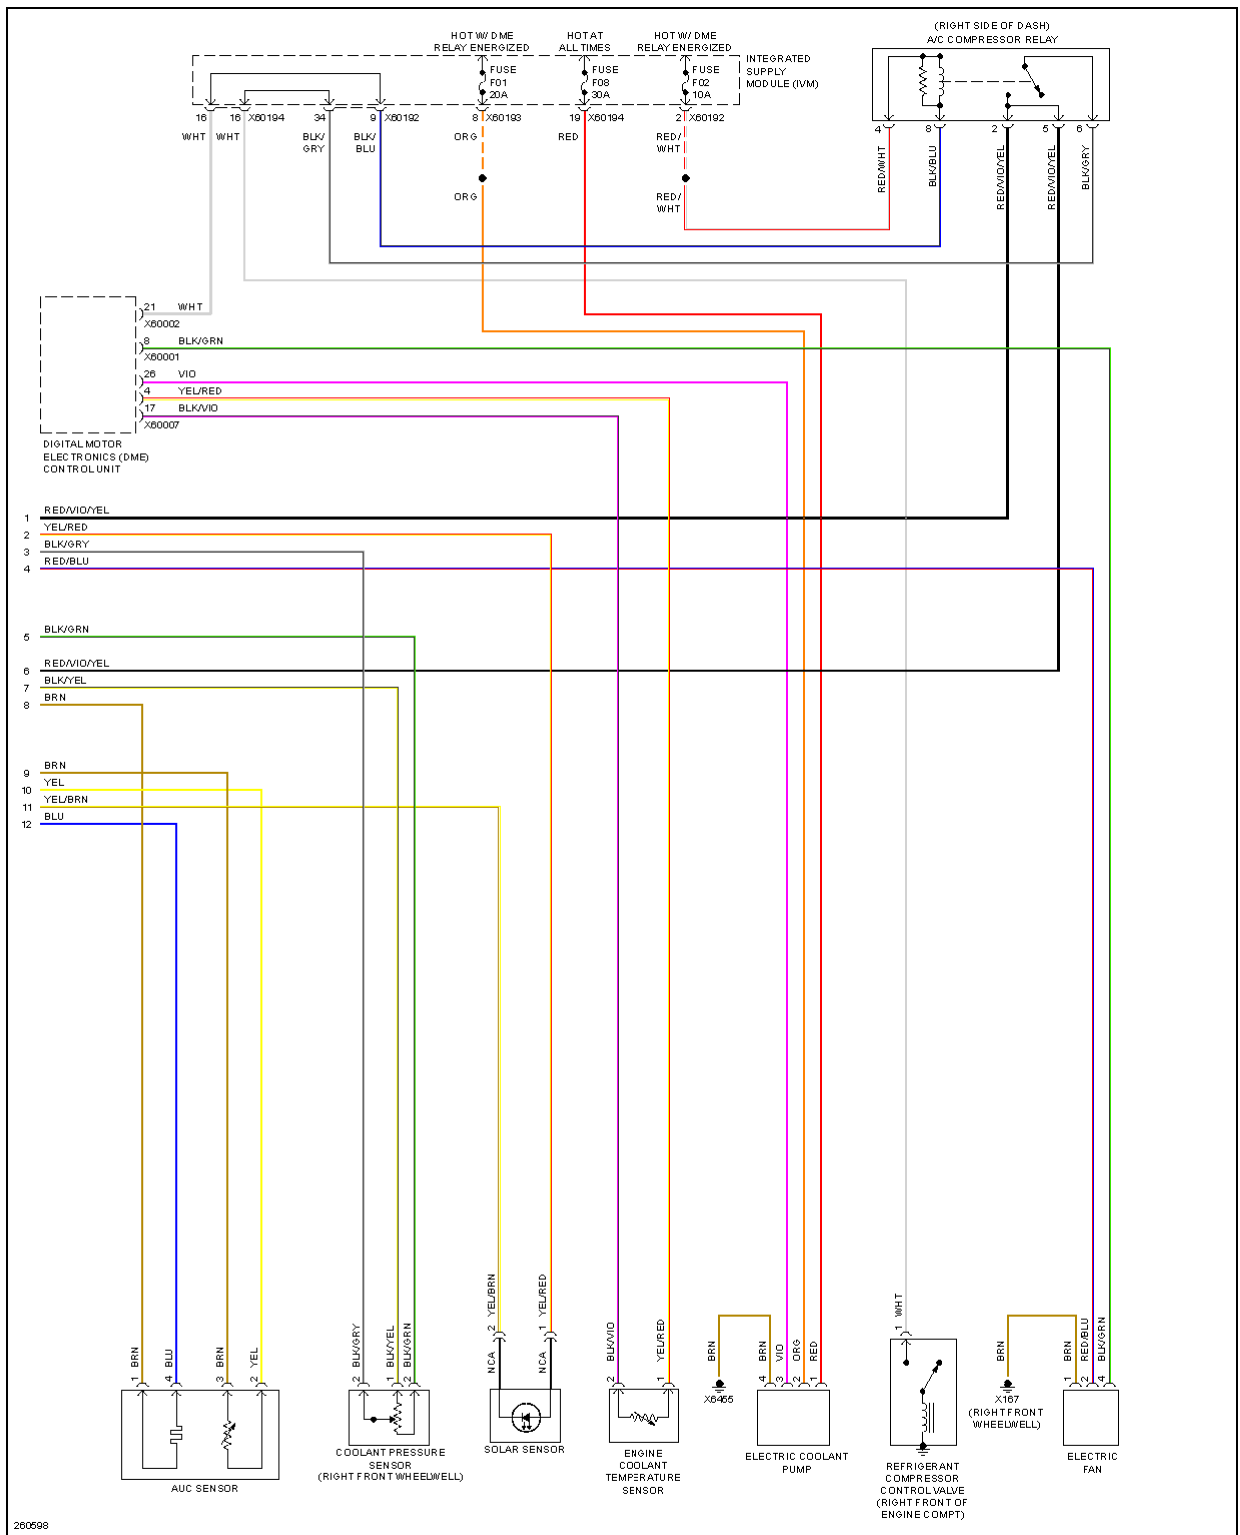 HOT W/ DME
RELAY ENERGIZED
HOT AT
ALL TIMES
HOT W/ DME
RELAY ENERGIZED
(RIGHT SIDE OF DASH)
A/C COMPRESSOR RELAY
FUSE
F01
20A
FUSE
F08
30A
FUSE
F02
10A
INTEGRATED
SUPPLY
MODULE (IVM)
16
16
X60194
34
9
X60192
8
X60193
19
X60194
2
X60192
4
8
2
5
6
WHT
WHT
BLK/
GRY
BLK/
BLU
ORG
RED
RED/
WHT
ORG
RED/
WHT
RED/WHT
BLK/BLU
RED/VIO/YEL
RED/VIO/YEL
BLK/GRY
21
WHT
X60002
8
BLK/GRN
X60001
26
VIO
4
YEL/RED
17
BLK/VIO
X60007
DIGITAL MOTOR
ELECTRONICS (DME)
CONTROL UNIT
1 RED/VIO/YEL
2 YEL/RED
3 BLK/GRY
4 RED/BLU
5 BLK/GRN
6 RED/VIO/YEL
7 BLK/YEL
8 BRN
9 BRN
10 YEL
11 YEL/BRN
12 BLU
BRN
1
BLU
4
BRN
3
YEL
2
AUC SENSOR
BLK/GRY
2
BLK/YEL
1
BLK/GRN
2
COOLANT PRESSURE
SENSOR
(RIGHT FRONT WHEELWELL)
YEL/BRN
2
NCA
YEL/RED
1
NCA
SOLAR SENSOR
BLK/VIO
2
YEL/RED
1
ENGINE
COOLANT
TEMPERATURE
SENSOR
BRN
X6455
BRN
4
VIO
3
ORG
2
RED
1
ELECTRIC COOLANT
PUMP
WHT
1
REFRIGERANT
COMPRESSOR
CONTROL VALVE
(RIGHT FRONT OF
ENGINE COMPT)
BRN
X167
(RIGHT FRONT
WHEELWELL)
BRN
1
RED/BLU
2
BLK/GRN
4
ELECTRIC
FAN
260598